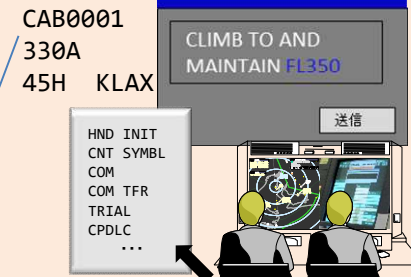 CAB0001
330A
45H KLAX
CLIMB TO AND
MAINTAIN FL350
送信
HND INIT
CNT SYMBL
COM
COM TFR
TRIAL
CPDLC
...